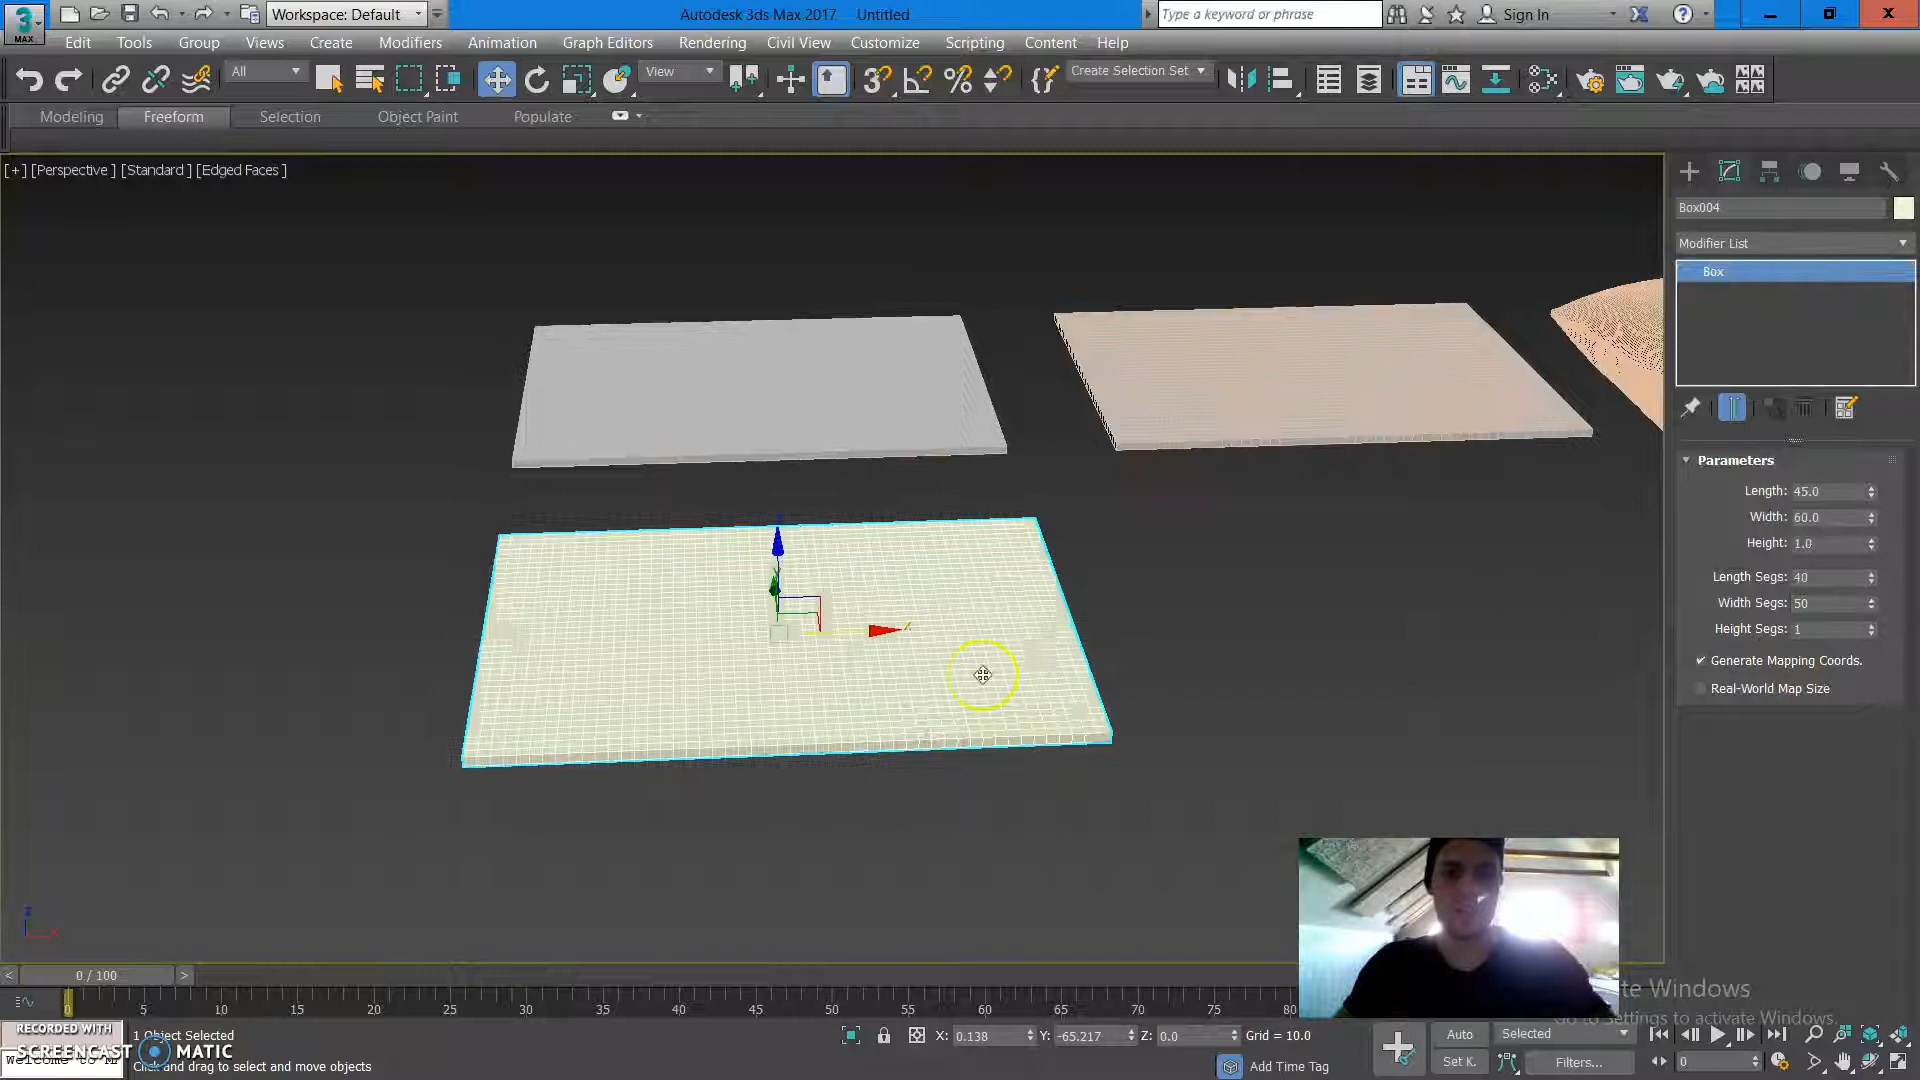 3
MAX
Workspace: Default
Autodesk 3ds Max 2017 Untitled
Type a keyword or phrase
Sign In
Edit Tools Group Views Create Modifiers Animation Graph Editors Rendering Civil View Customize Scripting Content Help
All
View
Create Selection Set
Modeling Freeform Selection Object Paint Populate
[+] [Perspective ] [Standard ] [Edged Faces ]
Box004
Modifier List
Box
Parameters
Length: 45.0
Width: 60.0
Height: 1.0
Length Segs: 40
Width Segs: 50
Height Segs: 1
Generate Mapping Coords.
Real-World Map Size
< 0 / 100 >
0 5 10 15 20 25 30 35 40 45 50 55 60 65 70 75 80
te Windows
Go to Settings to activate Windows.
RECORDED WITH
SCREENCAST MATIC
Welcome to M
1 Object Selected
Click and drag to select and move objects
X: 0.138 Y: -65.217 Z: 0.0 Grid = 10.0
Add Time Tag
Auto Selected
Set K. Filters...
0